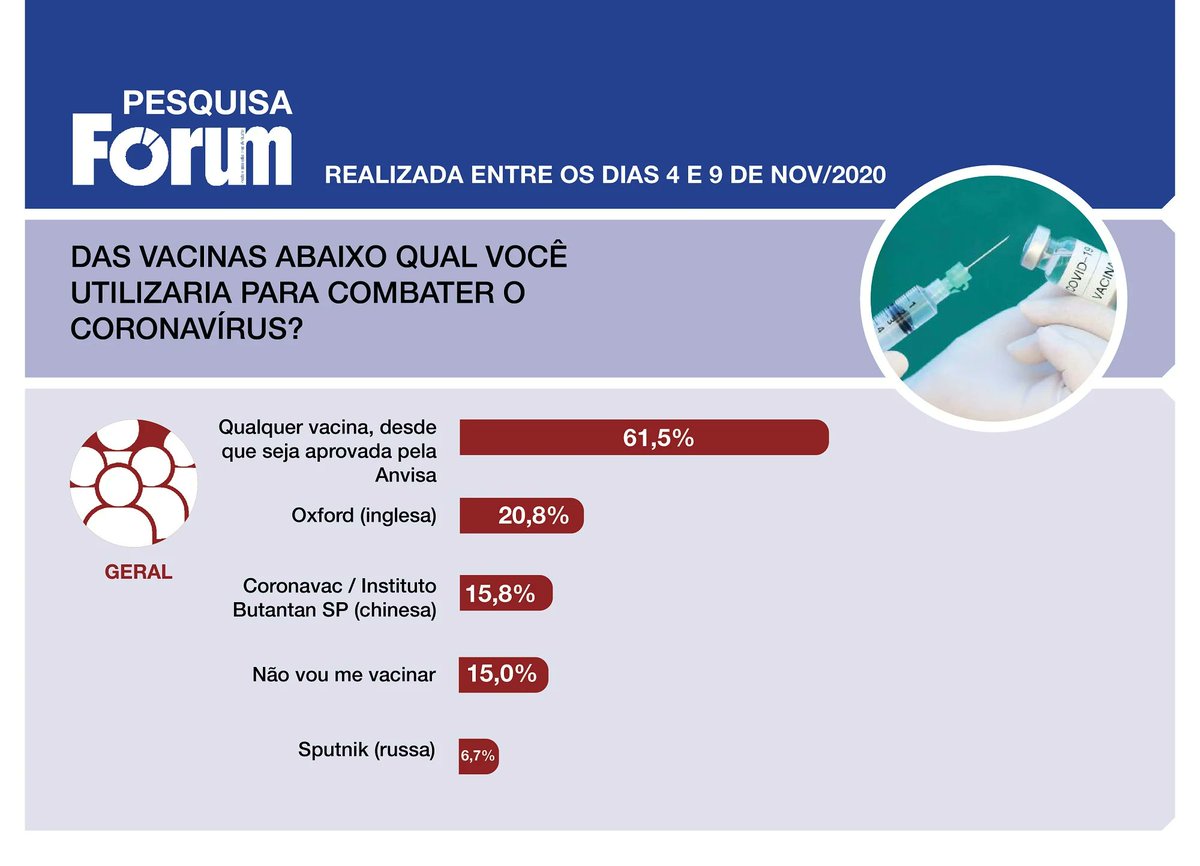 PESQUISA
Fórum
REALIZADA ENTRE OS DIAS 4 E 9 DE NOV/2020
DAS VACINAS ABAIXO QUAL VOCÊ
UTILIZARIA PARA COMBATER O
CORONAVÍRUS?
COVID-19
VACINA
Qualquer vacina, desde
que seja aprovada pela
Anvisa
61,5%
Oxford (inglesa)
20,8%
GERAL
Coronavac / Instituto
Butantan SP (chinesa)
15,8%
Não vou me vacinar
15,0%
Sputnik (russa)
6,7%